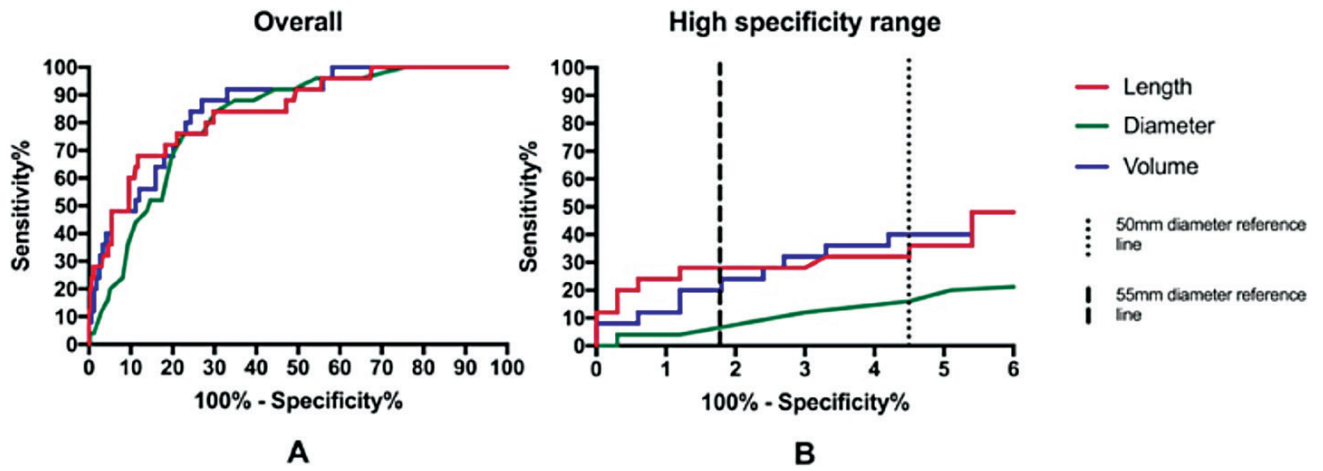 Overall
Sensitivity%
100
90
80
70
60
50
40
30
20
10
0
0 10 20 30 40 50 60 70 80 90 100
100% - Specificity%
A
High specificity range
Sensitivity%
100
90
80
70
60
50
40
30
20
10
0
0 1 2 3 4 5 6
100% - Specificity%
B
Length
Diameter
Volume
50mm diameter reference
line
55mm diameter reference
line